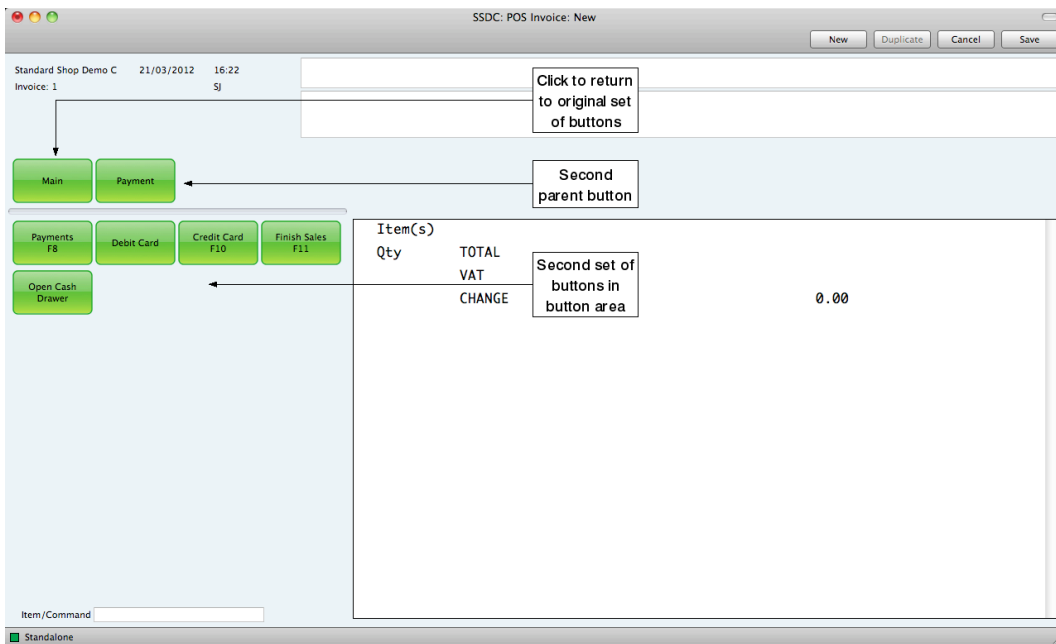 SSDC: POS Invoice: New
New Duplicate Cancel Save
Standard Shop Demo C 21/03/2012 16:22
Invoice: 1 SJ
Click to return
to original set
of buttons
Main Payment
Second
parent button
Payments
F8
Debit Card
Credit Card
F10
Finish Sales
F11
Open Cash
Drawer
Item(s)
Qty TOTAL
VAT
CHANGE 0.00
Second set of
buttons in
button area
Item/Command
Standalone